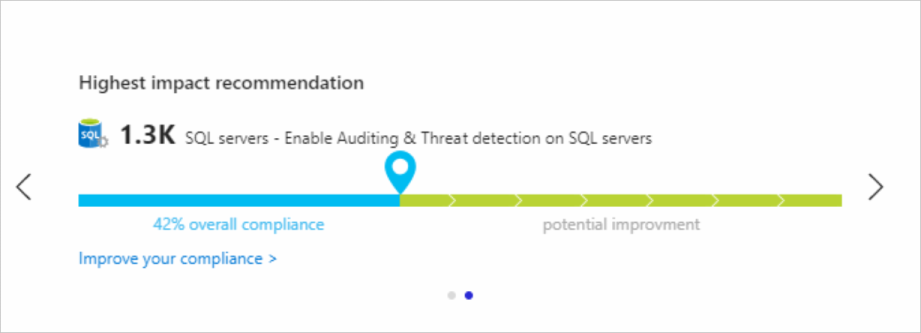 Highest impact recommendation
SQL 1.3K SQL servers - Enable Auditing & Threat detection on SQL servers
42% overall compliance potential improvment
Improve your compliance >